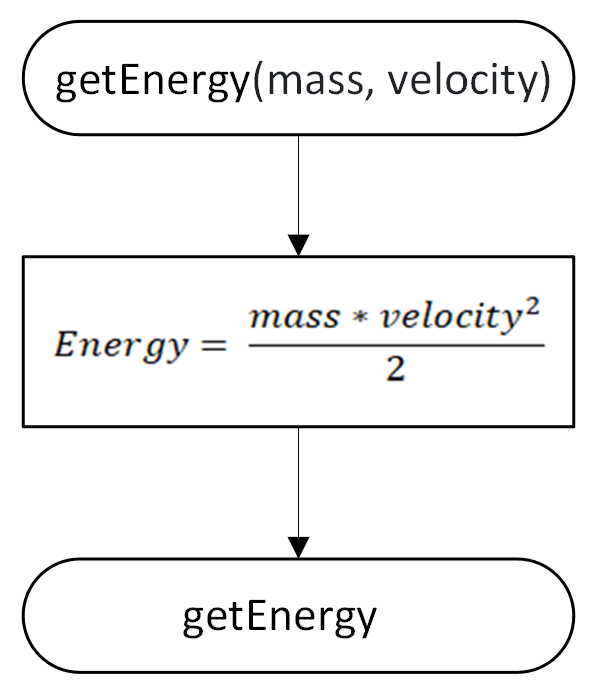 getEnergy(mass, velocity)
Energy = mass * velocity²
2
getEnergy